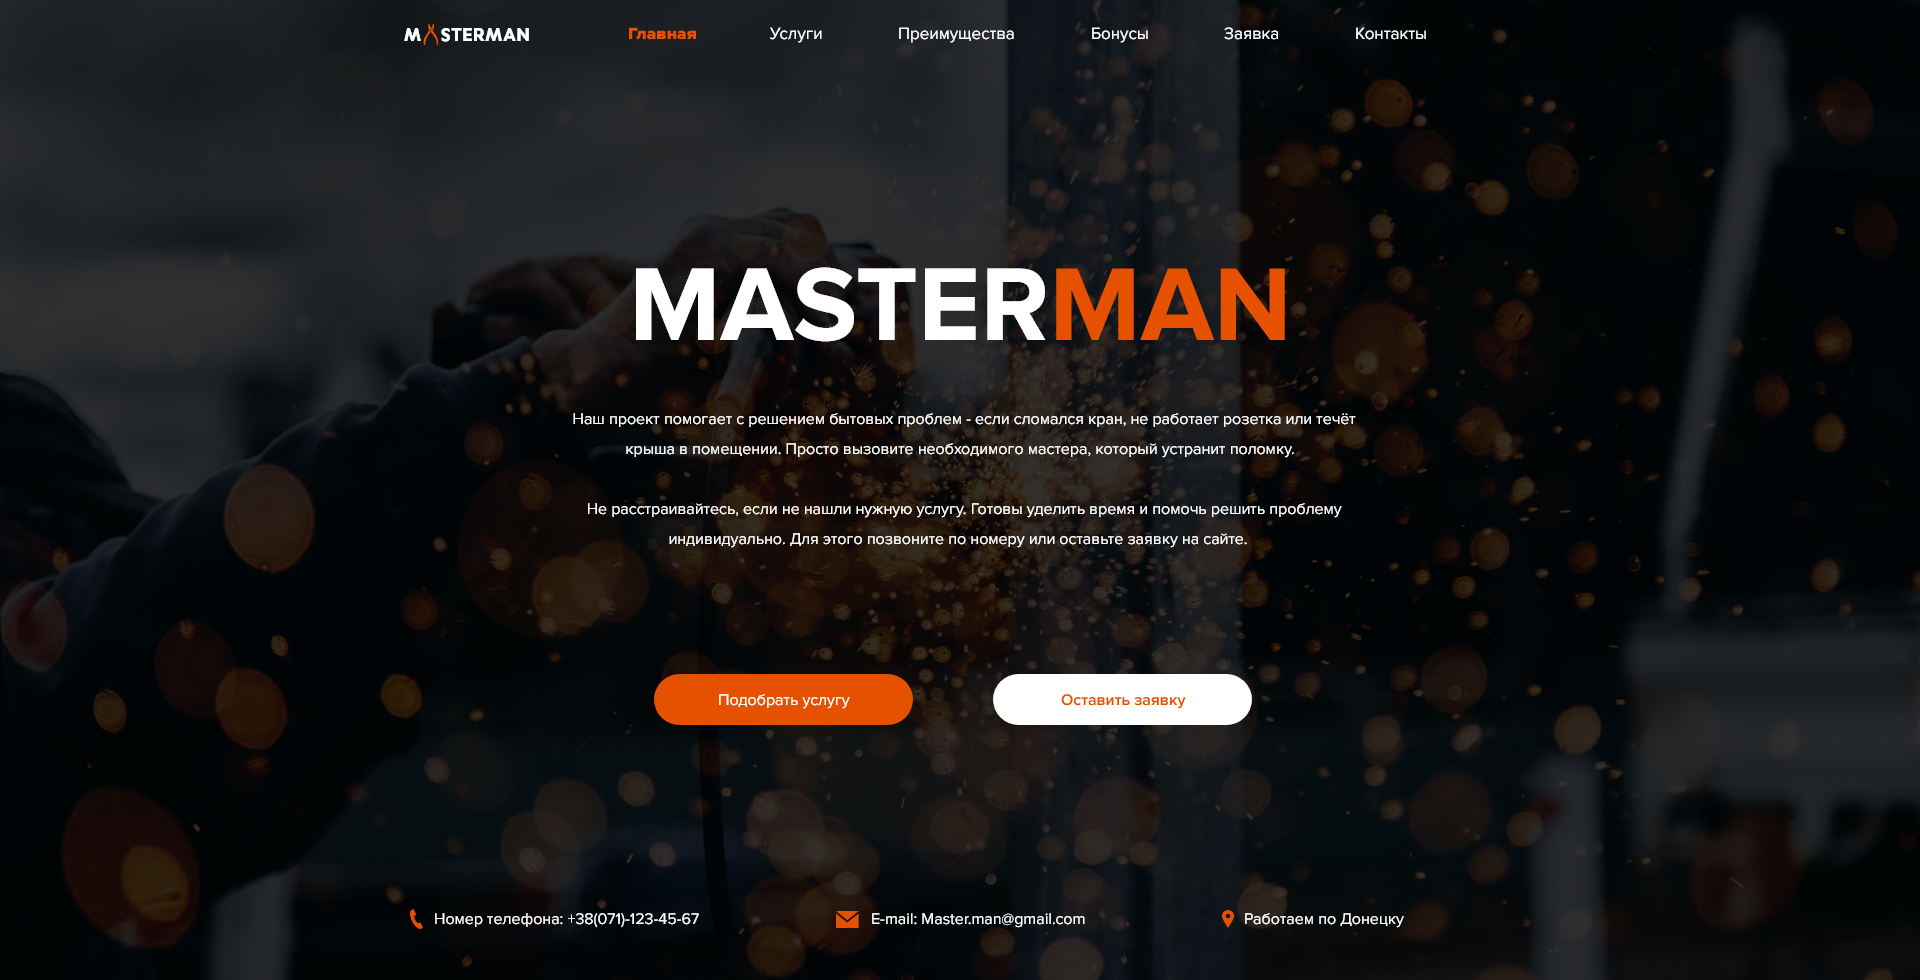 MASTERMAN
Главная Услуги Преимущества Бонусы Заявка Контакты
MASTERMAN
Наш проект помогает с решением бытовых проблем - если сломался кран, не работает розетка или течёт
крыша в помещении. Просто вызовите необходимого мастера, который устранит поломку.
Не расстраивайтесь, если не нашли нужную услугу. Готовы уделить время и помочь решить проблему
индивидуально. Для этого позвоните по номеру или оставьте заявку на сайте.
Подобрать услугу
Оставить заявку
Номер телефона: +38(071)-123-45-67
E-mail: Master.man@gmail.com
Работаем по Донецку